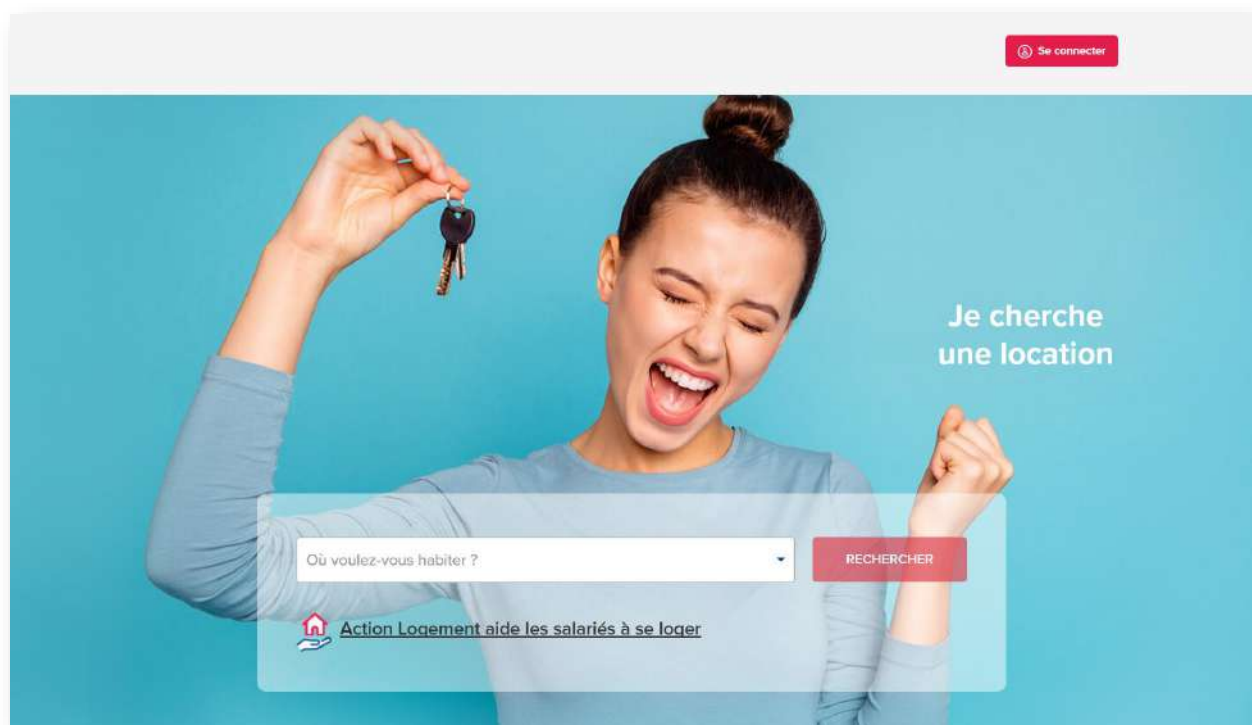 Se connecter
Je cherche
une location
Où voulez-vous habiter ?
RECHERCHER
Action Logement aide les salariés à se loger